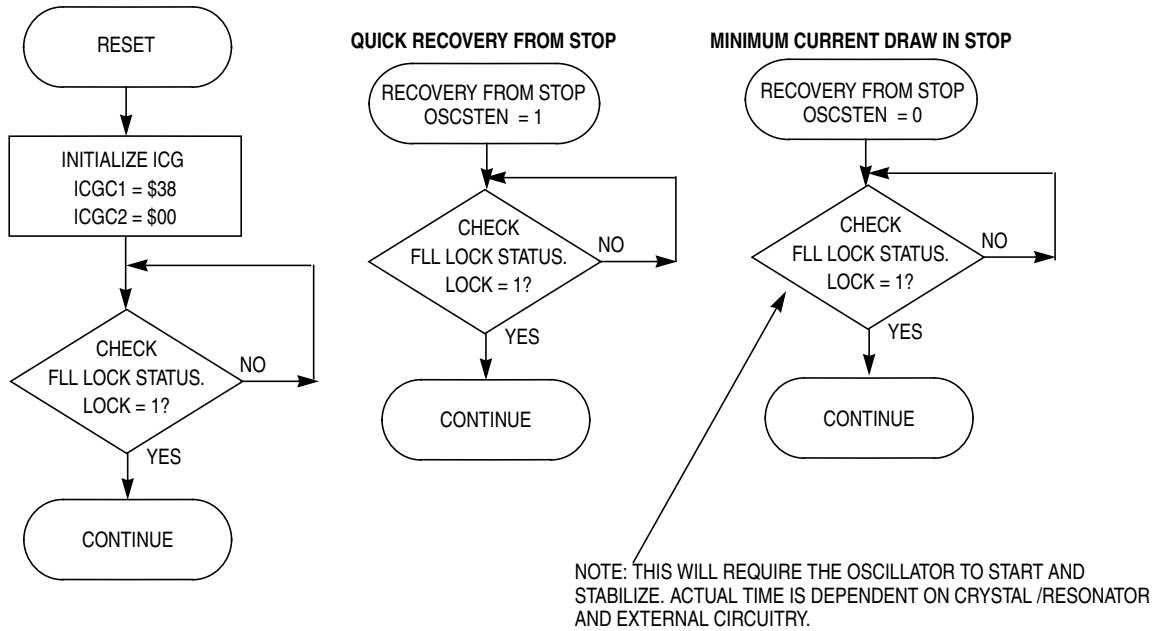 RESET
INITIALIZE ICG
ICGC1 = $38
ICGC2 = $00
CHECK
FLL LOCK STATUS.
LOCK = 1?
NO
YES
CONTINUE
QUICK RECOVERY FROM STOP
RECOVERY FROM STOP
OSCSTEN = 1
CHECK
FLL LOCK STATUS.
LOCK = 1?
NO
YES
CONTINUE
MINIMUM CURRENT DRAW IN STOP
RECOVERY FROM STOP
OSCSTEN = 0
CHECK
FLL LOCK STATUS.
LOCK = 1?
NO
YES
CONTINUE
NOTE: THIS WILL REQUIRE THE OSCILLATOR TO START AND
STABILIZE. ACTUAL TIME IS DEPENDENT ON CRYSTAL /RESONATOR
AND EXTERNAL CIRCUITRY.